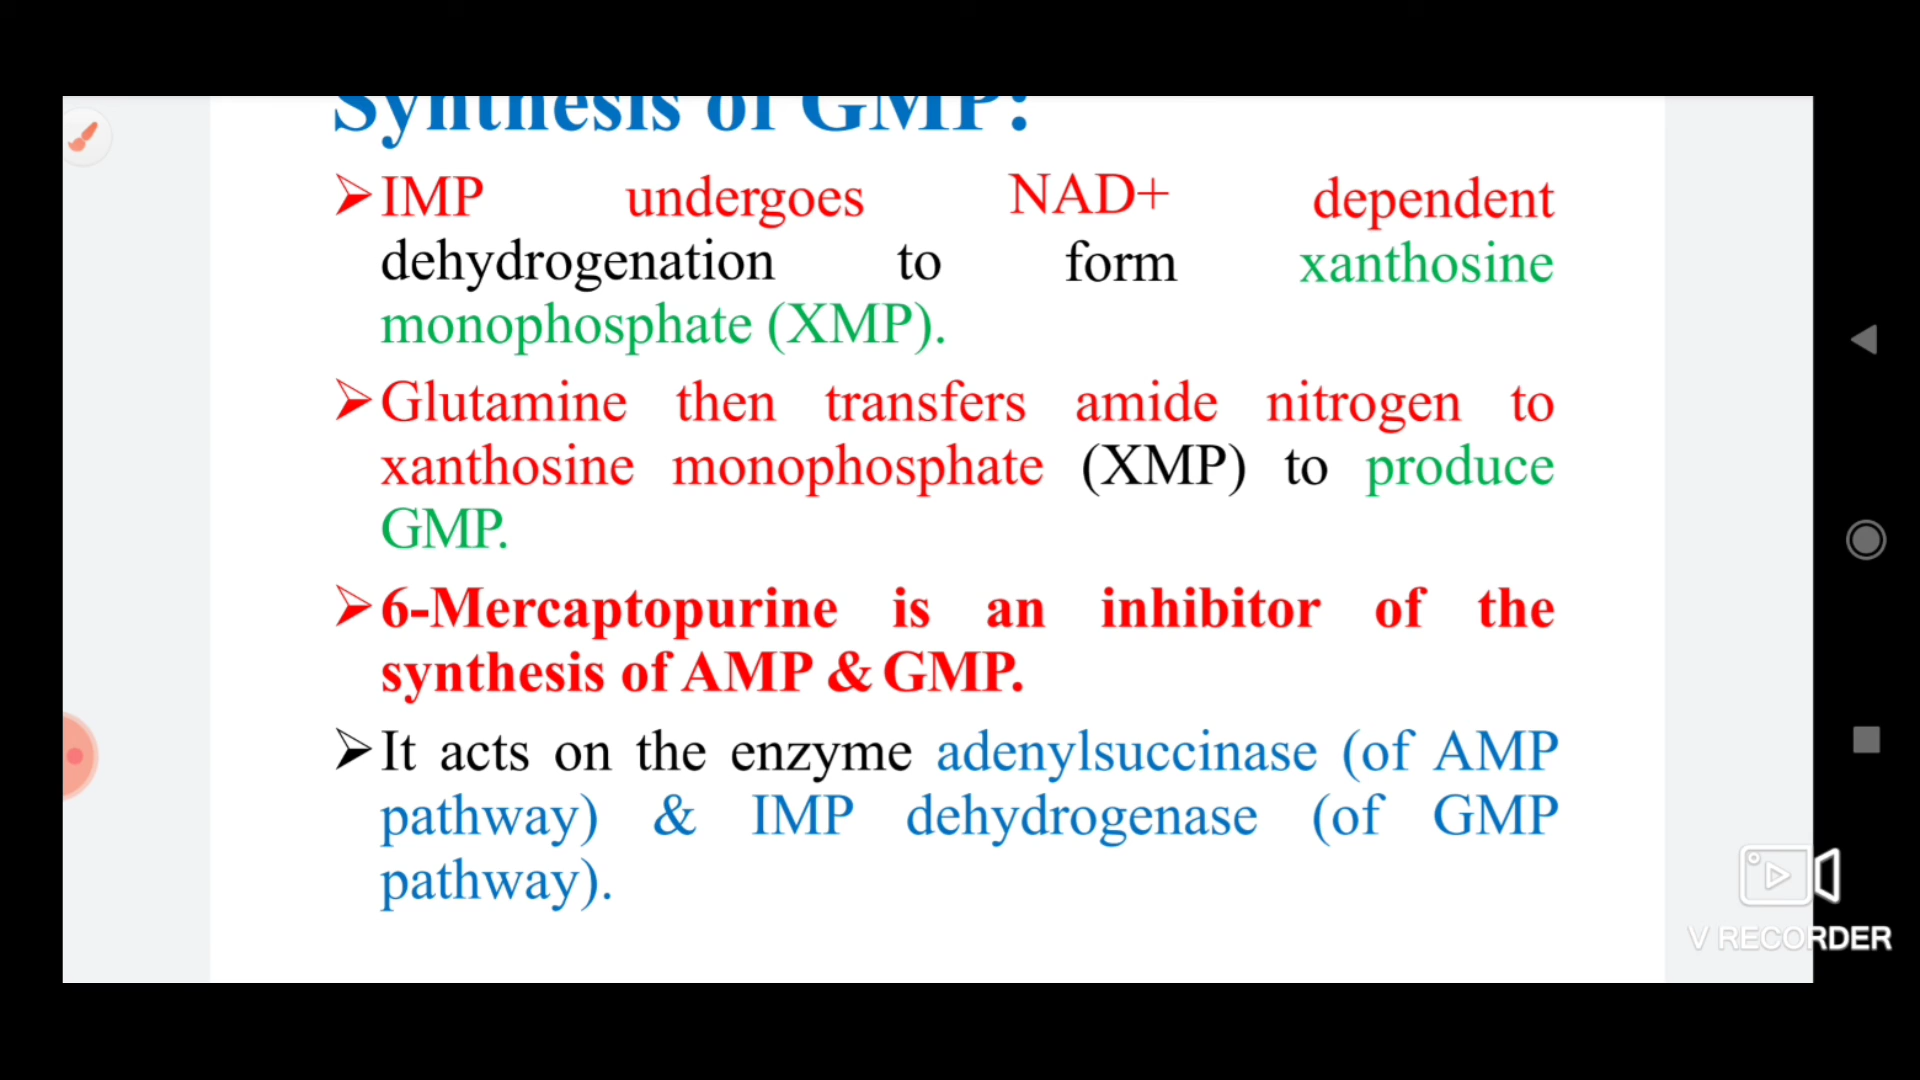 Synthesis of GMP:
➢IMP undergoes NAD+ dependent
dehydrogenation to form xanthosine
monophosphate (XMP).
➢Glutamine then transfers amide nitrogen to
xanthosine monophosphate (XMP) to produce
GMP.
➢6-Mercaptopurine is an inhibitor of the
synthesis of AMP & GMP.
➢It acts on the enzyme adenylsuccinase (of AMP
pathway) & IMP dehydrogenase (of GMP
pathway).
V RECORDER